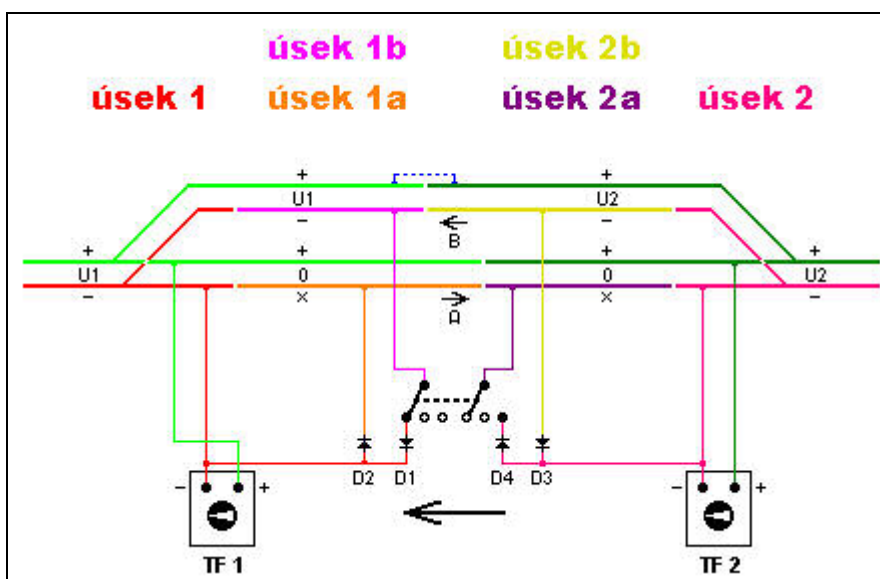 úsek 1b úsek 2b
úsek 1 úsek 1a úsek 2a úsek 2
+ +
U1 U2
− B −
+ + + +
U1 0 0 U2
− × A × −
D2 D1 D4 D3
− + − +
TF 1 TF 2